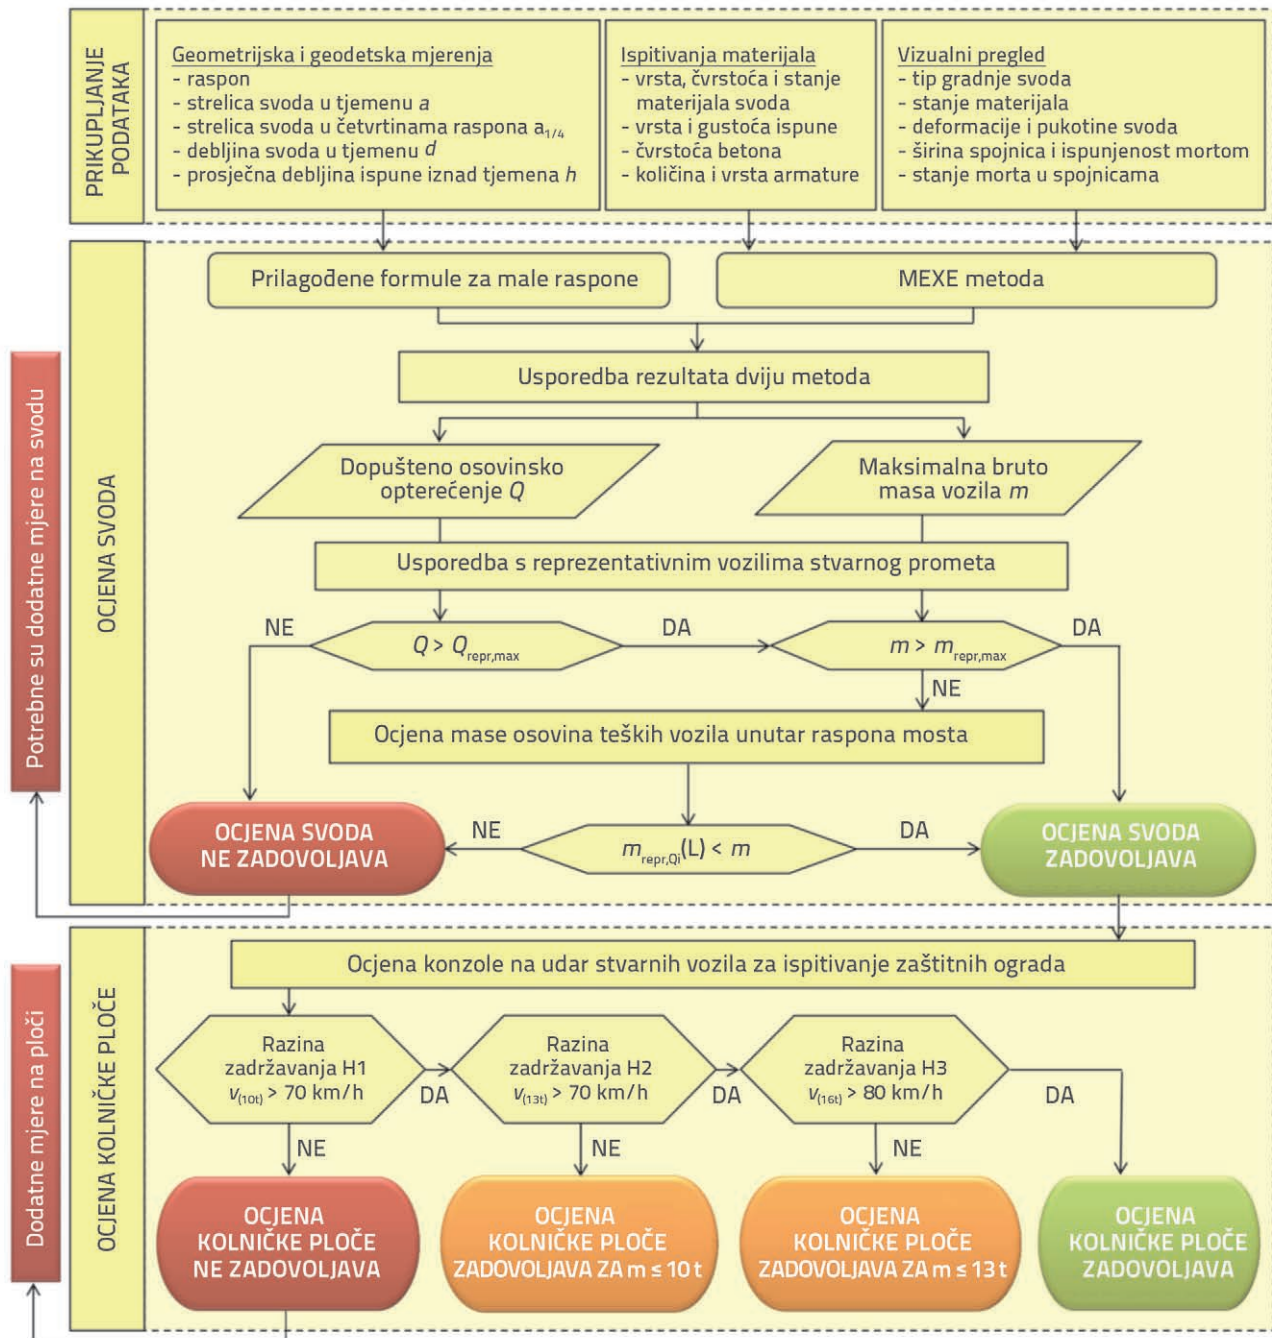 PRIKUPLJANJE
PODATAKA
Geometrijska i geodetska mjerenja
- raspon
- strelica svoda u tjemenu a
- strelica svoda u četvrtinama raspona a1/4
- debljina svoda u tjemenu d
- prosječna debljina ispune iznad tjemena h
Ispitivanja materijala
- vrsta, čvrstoća i stanje
materijala svoda
- vrsta i gustoća ispune
- čvrstoća betona
- količina i vrsta armature
Vizualni pregled
- tip gradnje svoda
- stanje materijala
- deformacije i pukotine svoda
- širina spojnica i ispunjenost mortom
- stanje morta u spojnicama
Potrebne su dodatne mjere na svodu
OCJENA SVODA
Prilagođene formule za male raspone
MEXE metoda
Usporedba rezultata dviju metoda
Dopušteno osovinsko
opterećenje Q
Maksimalna bruto
masa vozila m
Usporedba s reprezentativnim vozilima stvarnog prometa
NE
Q > Qrepr,max
DA
m > mrepr,max
DA
NE
Ocjena mase osovina teških vozila unutar raspona mosta
OCJENA SVODA
NE ZADOVOLJAVA
NE
mrepr,Qi(L) < m
DA
OCJENA SVODA
ZADOVOLJAVA
Dodatne mjere na ploči
OCJENA KOLNIČKE PLOČE
Ocjena konzole na udar stvarnih vozila za ispitivanje zaštitnih ograda
Razina
zadržavanja H1
v(10t) > 70 km/h
DA
Razina
zadržavanja H2
v(13t) > 70 km/h
DA
Razina
zadržavanja H3
v(16t) > 80 km/h
DA
NE
NE
NE
OCJENA
KOLNIČKE PLOČE
NE ZADOVOLJAVA
OCJENA
KOLNIČKE PLOČE
ZADOVOLJAVA ZA m ≤ 10 t
OCJENA
KOLNIČKE PLOČE
ZADOVOLJAVA ZA m ≤ 13 t
OCJENA
KOLNIČKE PLOČE
ZADOVOLJAVA